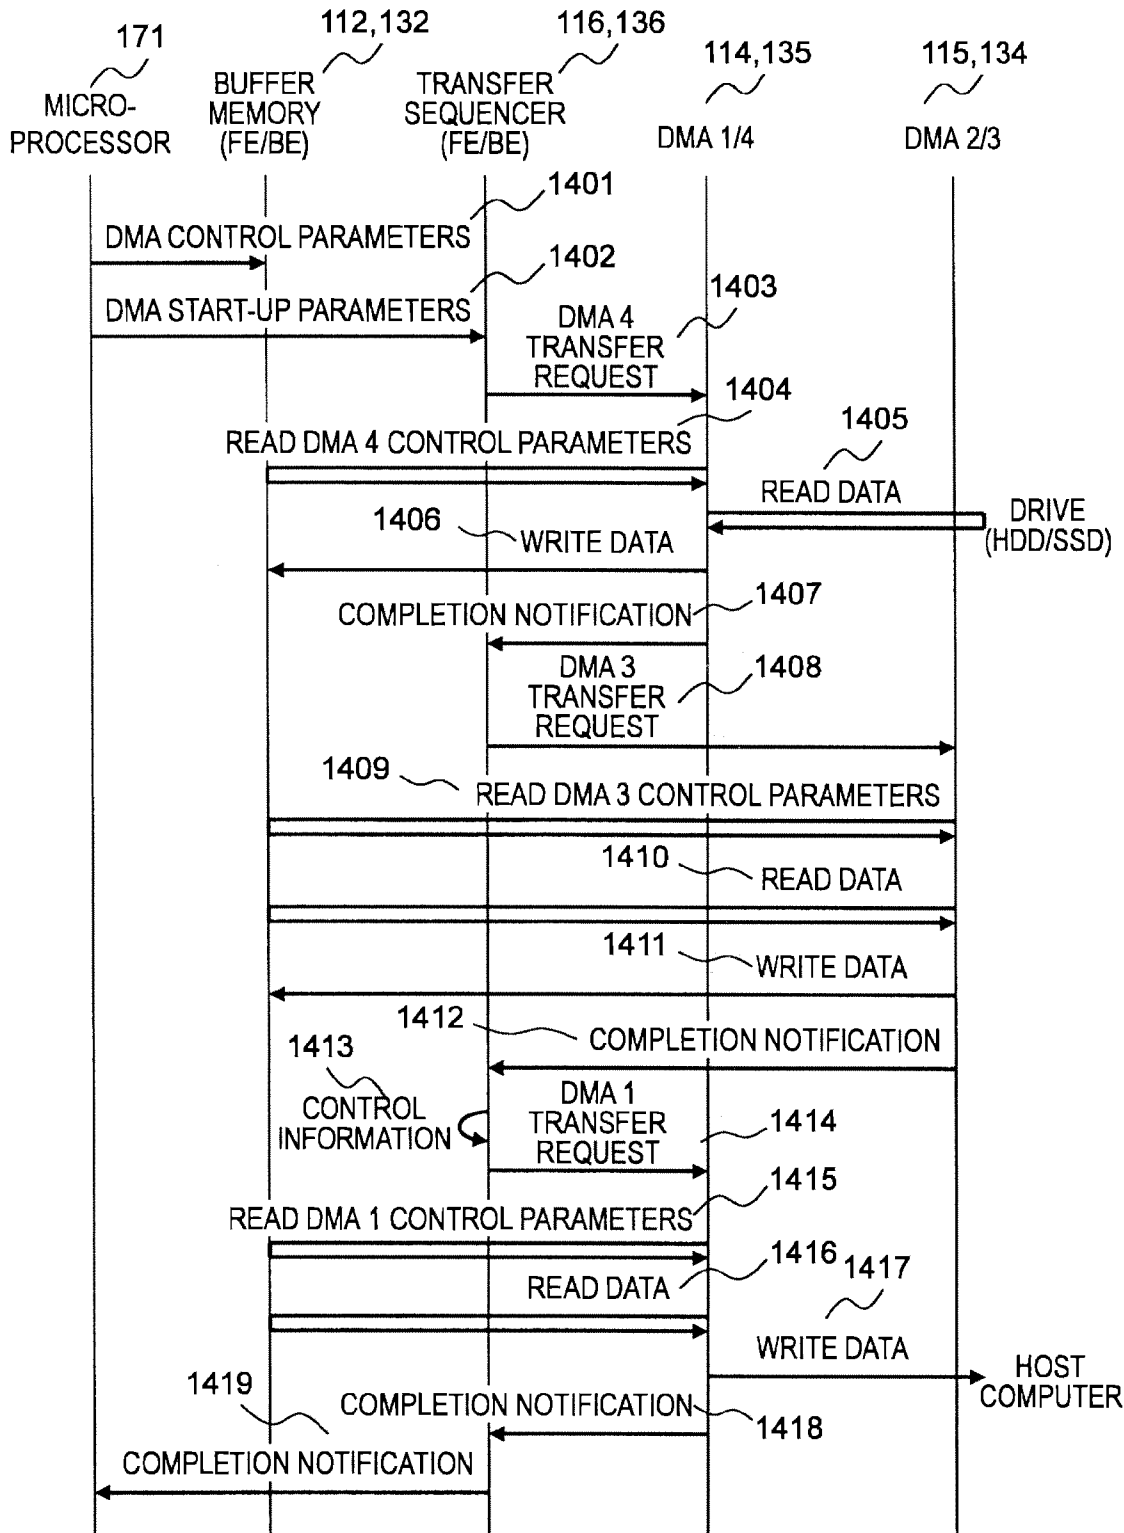 171
MICRO-
PROCESSOR
112,132
BUFFER
MEMORY
(FE/BE)
116,136
TRANSFER
SEQUENCER
(FE/BE)
114,135
DMA 1/4
115,134
DMA 2/3
1401
DMA CONTROL PARAMETERS
1402
DMA START-UP PARAMETERS
1403
DMA 4
TRANSFER
REQUEST
1404
READ DMA 4 CONTROL PARAMETERS
1405
READ DATA
DRIVE
(HDD/SSD)
1406
WRITE DATA
1407
COMPLETION NOTIFICATION
DMA 3
TRANSFER
REQUEST
1408
1409
READ DMA 3 CONTROL PARAMETERS
1410
READ DATA
1411
WRITE DATA
1412
COMPLETION NOTIFICATION
1413
CONTROL
INFORMATION
DMA 1
TRANSFER
REQUEST
1414
1415
READ DMA 1 CONTROL PARAMETERS
1416
READ DATA
1417
WRITE DATA
HOST
COMPUTER
1418
COMPLETION NOTIFICATION
1419
COMPLETION NOTIFICATION